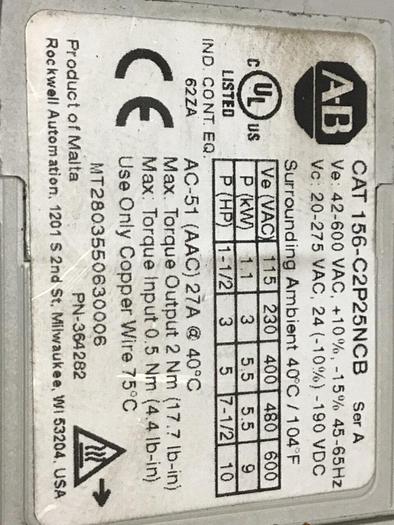 A-B
CAT 156-C2P25NCB Ser A
Ve: 42-600 VAC, +10%, -15% 45-65Hz
Vc: 20-275 VAC, 24 (-10%) -190 VDC
Surrounding Ambient 40°C / 104°F
C UL US
LISTED
IND. CONT. EQ.
62ZA
Ve (VAC) 115 230 400 480 600
P (kW) 1.1 3 5.5 5.5 9
P (HP) 1-1/2 3 5 7-1/2 10
AC-51 (AAC) 27A @ 40°C
Max. Torque Output 2 Nm (17.7 lb-in)
Max. Torque Input 0.5 Nm (4.4 lb-in)
Use Only Copper Wire 75°C
CE
MT2803550630006
Product of Malta PN-364282
Rockwell Automation, 1201 S 2nd St, Milwaukee, WI 53204, USA